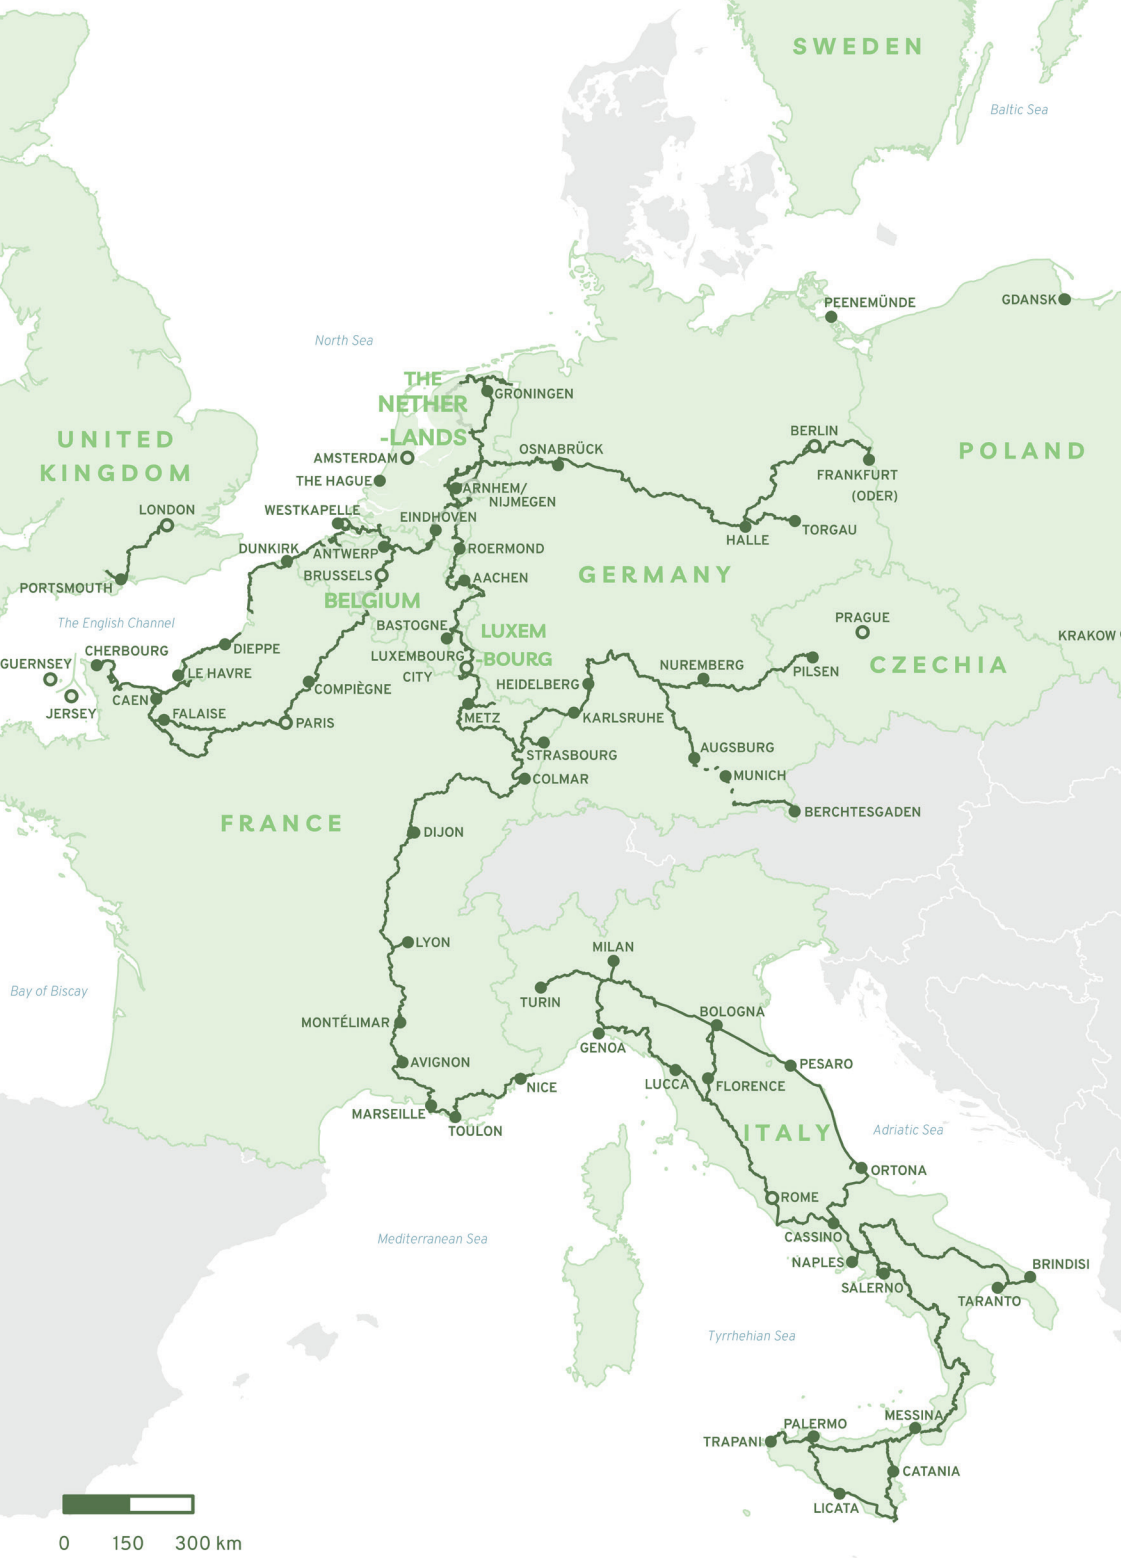 SWEDEN
Baltic Sea
PEENEMÜNDE
GDANSK
North Sea
THE
NETHER
-LANDS
GRONINGEN
UNITED
KINGDOM
AMSTERDAM
THE HAGUE
OSNABRÜCK
BERLIN
POLAND
FRANKFURT
(ODER)
ARNHEM/
NIJMEGEN
LONDON
WESTKAPELLE
EINDHOVEN
TORGAU
HALLE
DUNKIRK
ANTWERP
ROERMOND
PORTSMOUTH
BRUSSELS
AACHEN
GERMANY
BELGIUM
The English Channel
BASTOGNE
PRAGUE
LUXEM
-BOURG
KRAKOW
CHERBOURG
DIEPPE
LUXEMBOURG
CITY
GUERNSEY
LE HAVRE
NUREMBERG
PILSEN
CZECHIA
COMPIÈGNE
HEIDELBERG
CAEN
JERSEY
FALAISE
PARIS
METZ
KARLSRUHE
STRASBOURG
AUGSBURG
COLMAR
MUNICH
BERCHTESGADEN
FRANCE
DIJON
LYON
MILAN
Bay of Biscay
TURIN
MONTÉLIMAR
BOLOGNA
GENOA
AVIGNON
PESARO
NICE
LUCCA
FLORENCE
MARSEILLE
TOULON
ITALY
Adriatic Sea
ORTONA
ROME
Mediterranean Sea
CASSINO
NAPLES
BRINDISI
SALERNO
TARANTO
Tyrrhehian Sea
MESSINA
PALERMO
TRAPANI
CATANIA
LICATA
0 150 300 km